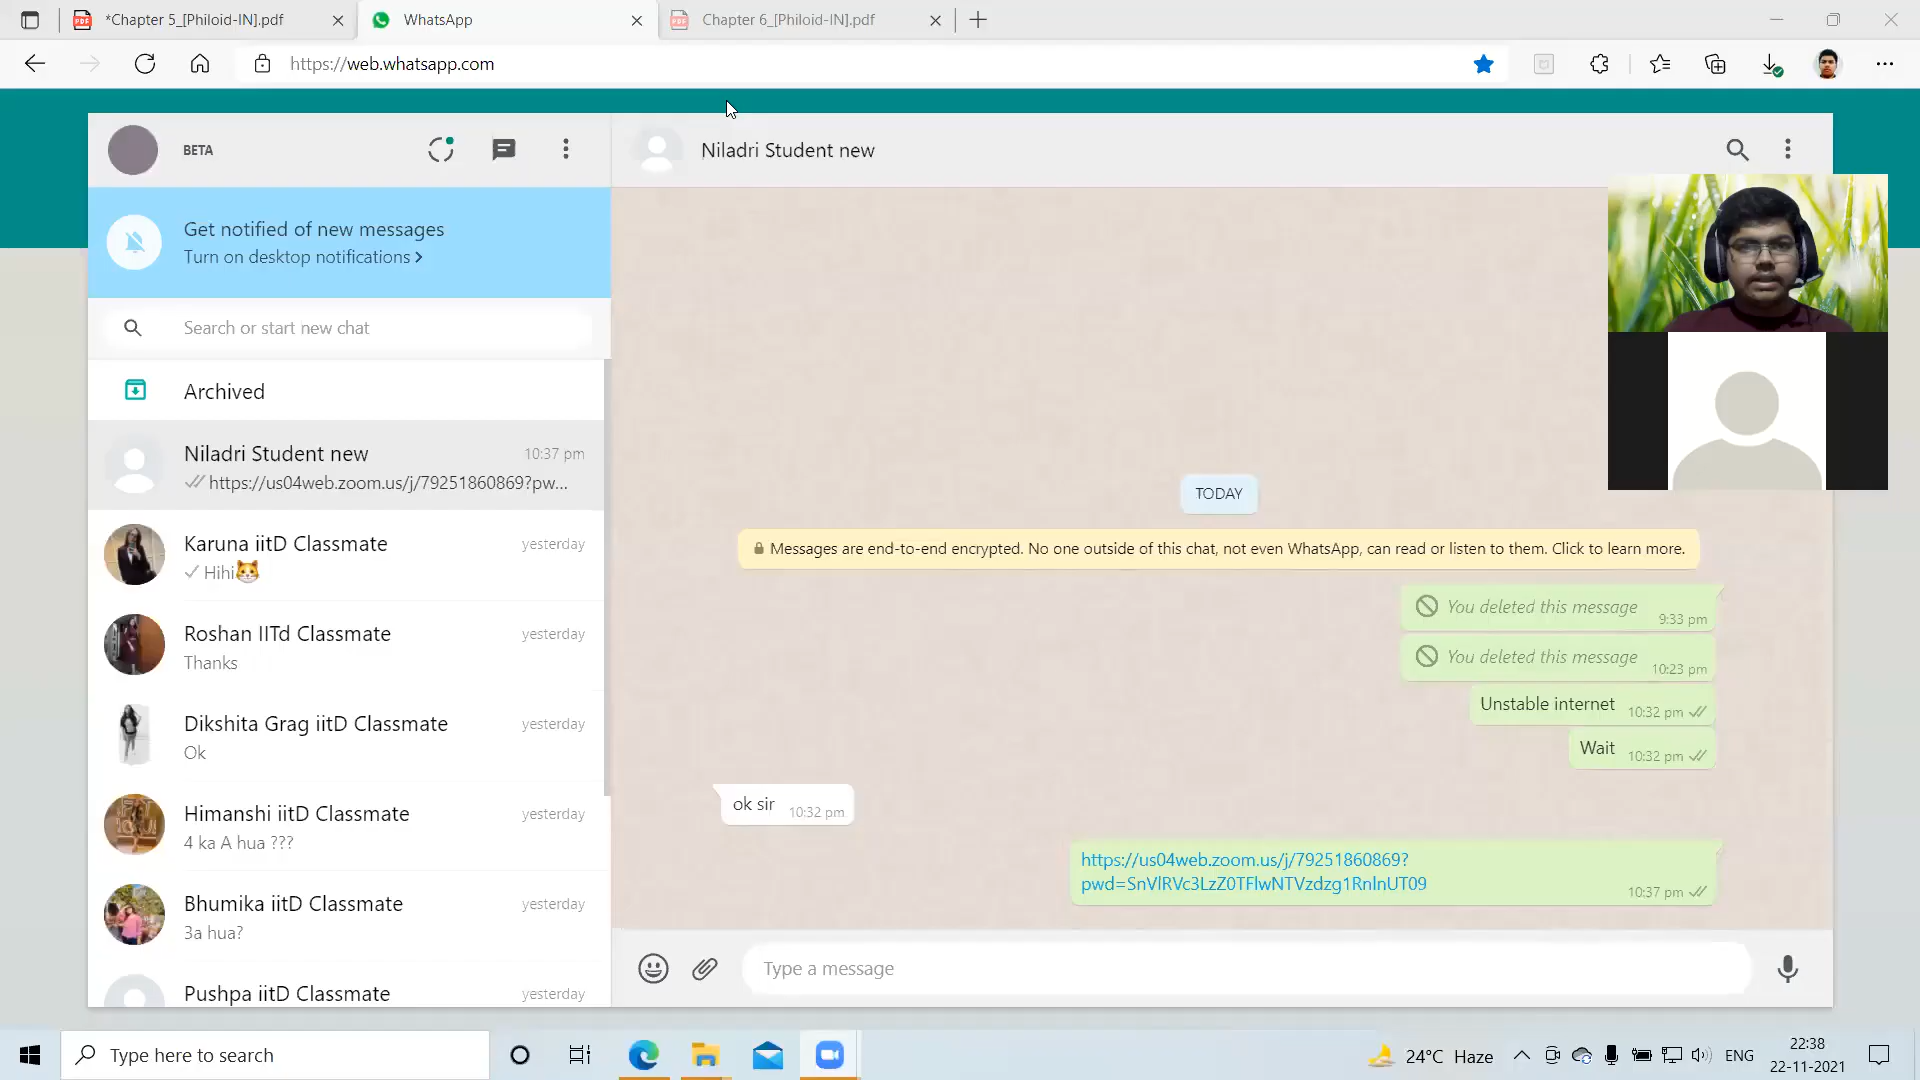 *Chapter 5_[Philoid-IN].pdf
WhatsApp
Chapter 6_[Philoid-IN].pdf
https://web.whatsapp.com
BETA
Niladri Student new
Get notified of new messages
Turn on desktop notifications
Search or start new chat
Archived
Niladri Student new
10:37 pm
https://us04web.zoom.us/j/79251860869?pw...
Karuna iitD Classmate
yesterday
Hihi🐱
Roshan IITd Classmate
yesterday
Thanks
Dikshita Grag iitD Classmate
yesterday
Ok
Himanshi iitD Classmate
yesterday
4 ka A hua ???
Bhumika iitD Classmate
yesterday
3a hua?
Pushpa iitD Classmate
yesterday
TODAY
Messages are end-to-end encrypted. No one outside of this chat, not even WhatsApp, can read or listen to them. Click to learn more.
You deleted this message
9:33 pm
You deleted this message
10:23 pm
Unstable internet 10:32 pm
Wait 10:32 pm
ok sir 10:32 pm
https://us04web.zoom.us/j/79251860869?
pwd=SnVlRVc3LzZ0TFlwNTVzdzg1RnlnUT09
10:37 pm
Type a message
Type here to search
24°C Haze
ENG
22:38
22-11-2021